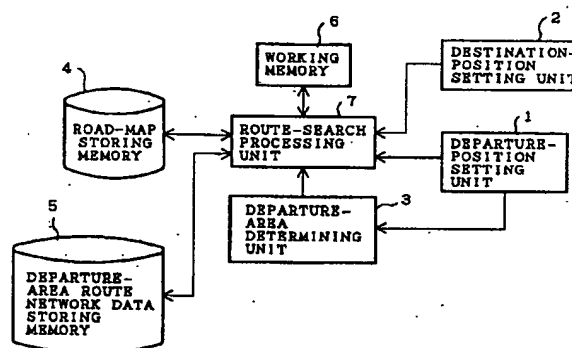 6
2
WORKING
MEMORY
DESTINATION-
POSITION
SETTING UNIT
4
7
ROAD-MAP
STORING
MEMORY
ROUTE-SEARCH
PROCESSING
UNIT
1
DEPARTURE-
POSITION
SETTING
UNIT
3
DEPARTURE-
AREA
DETERMINING
UNIT
5
DEPARTURE-
AREA ROUTE
NETWORK DATA
STORING
MEMORY